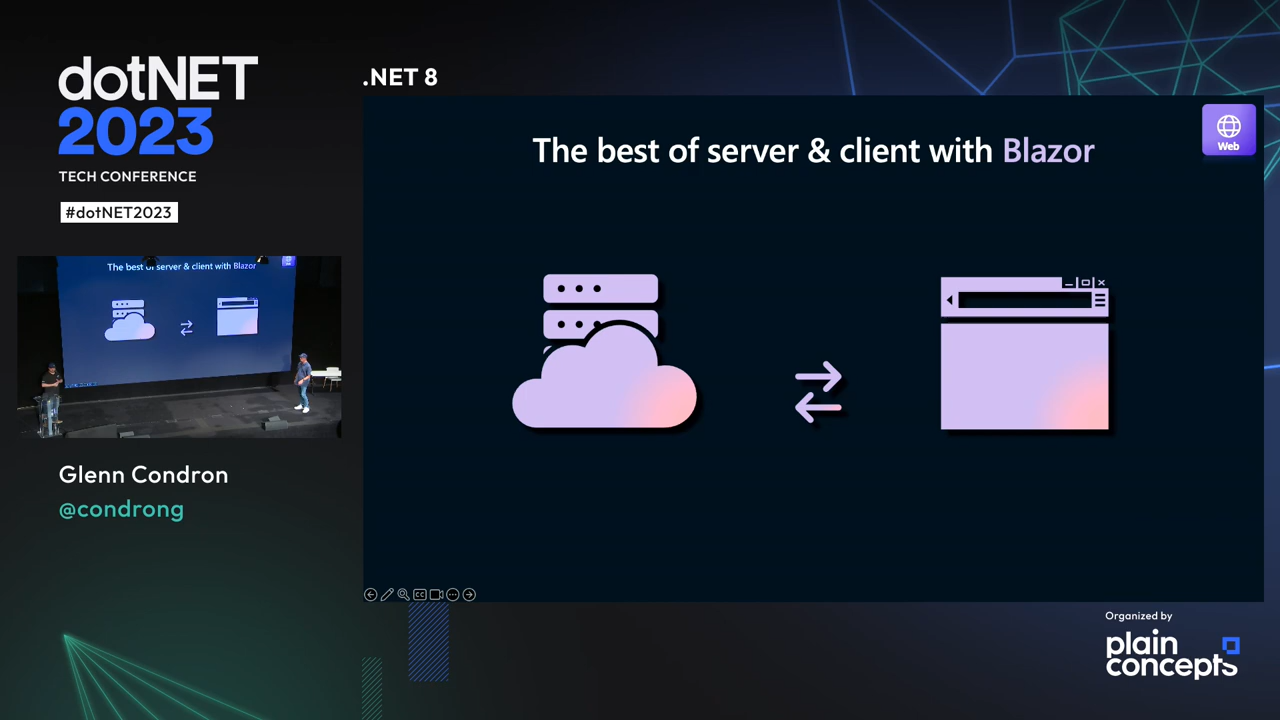 dotNET
2023
TECH CONFERENCE
#dotNET2023
.NET 8
The best of server & client with Blazor
Web
The best of server & client with Blazor
Glenn Condron
@condrong
Organized by
plain
concepts